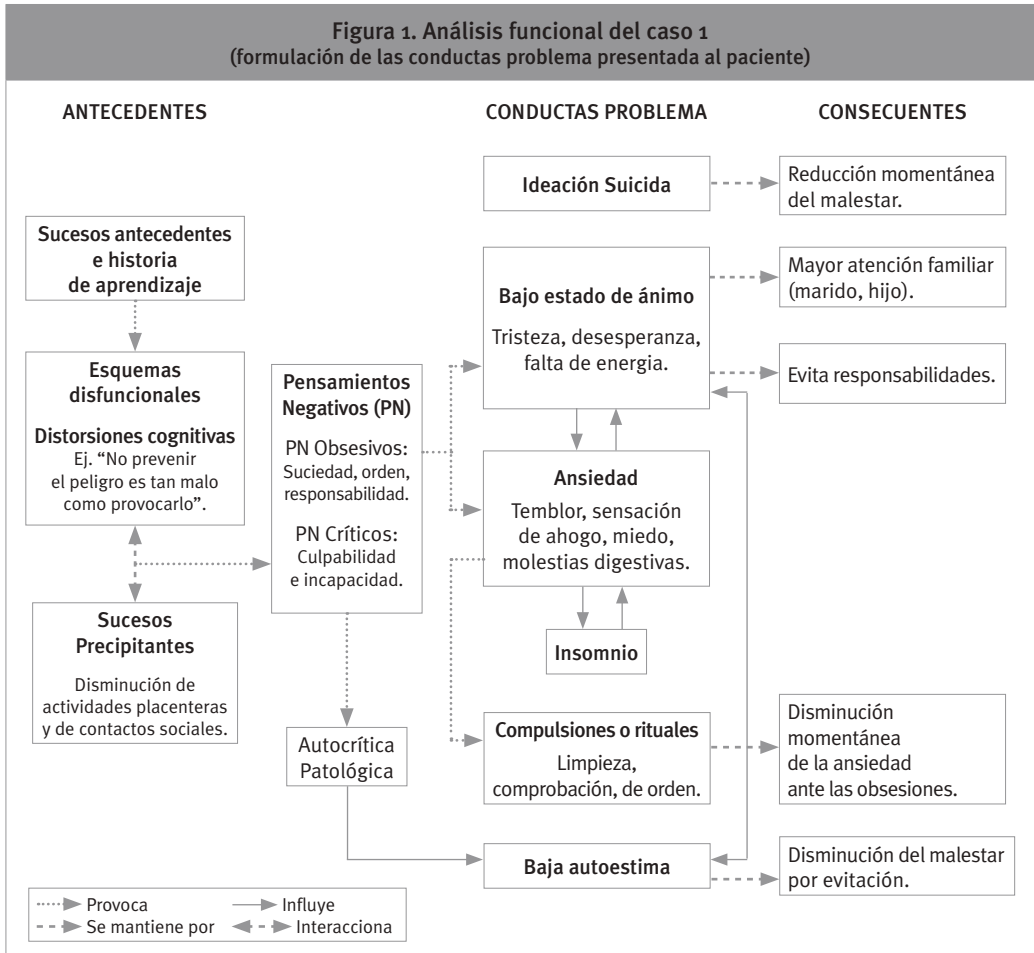 Figura 1. Análisis funcional del caso 1
(formulación de las conductas problema presentada al paciente)
ANTECEDENTES
CONDUCTAS PROBLEMA
CONSECUENTES
Sucesos antecedentes
e historia
de aprendizaje
Esquemas
disfuncionales
Distorsiones cognitivas
Ej. “No prevenir
el peligro es tan malo
como provocarlo”.
Sucesos
Precipitantes
Disminución de
actividades placenteras
y de contactos sociales.
Pensamientos
Negativos (PN)
PN Obsesivos:
Suciedad, orden,
responsabilidad.
PN Críticos:
Culpabilidad
e incapacidad.
Autocrítica
Patológica
Ideación Suicida
Reducción momentánea
del malestar.
Bajo estado de ánimo
Tristeza, desesperanza,
falta de energia.
Mayor atención familiar
(marido, hijo).
Evita responsabilidades.
Ansiedad
Temblor, sensación
de ahogo, miedo,
molestias digestivas.
Insomnio
Compulsiones o rituales
Limpieza,
comprobación, de orden.
Disminución
momentánea
de la ansiedad
ante las obsesiones.
Baja autoestima
Disminución del malestar
por evitación.
Provoca
Influye
Se mantiene por
Interacciona